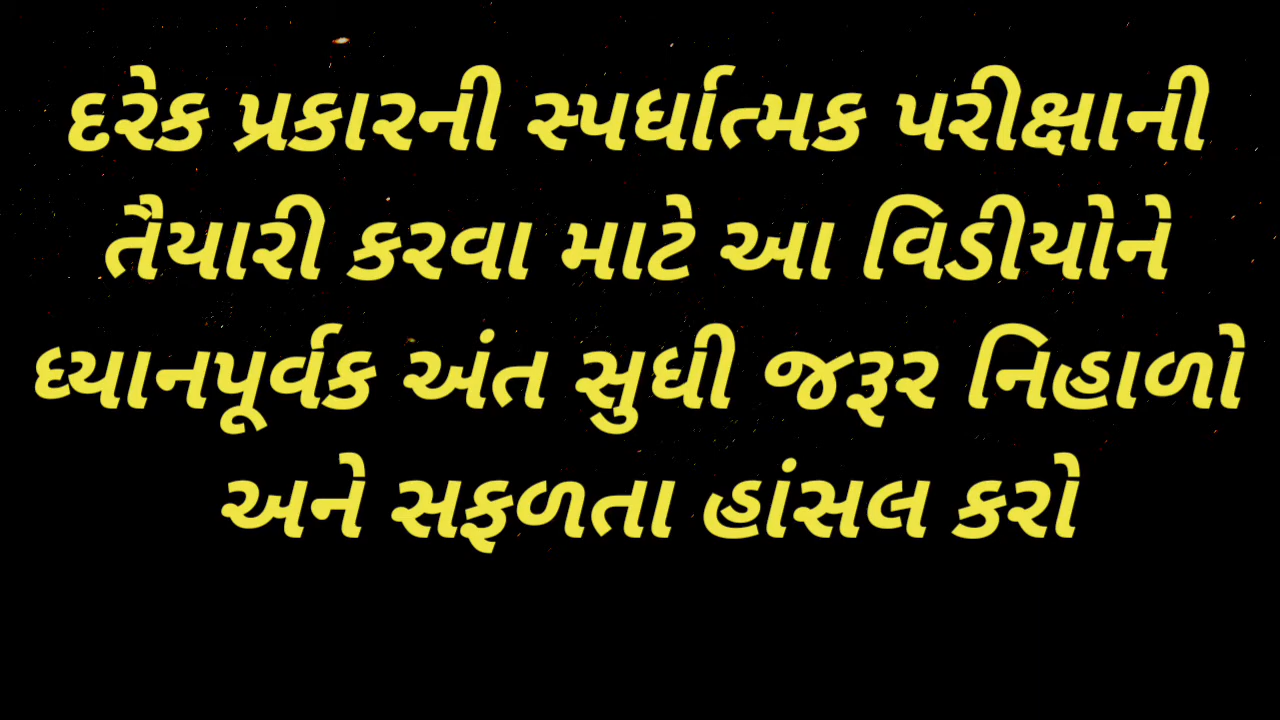 દરેક પ્રકારની સ્પર્ધાત્મક પરીક્ષાની
તૈયારી કરવા માટે આ વિડીયોને
ધ્યાનપૂર્વક અંત સુધી જરૂર નિહાળો
અને સફળતા હાંસલ કરો